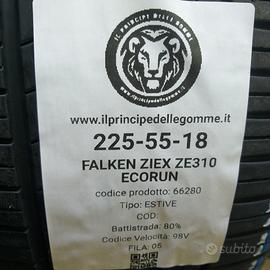 IL PRINCIPE DELLE GOMME
www.ilprincipedellegomme.it
225-55-18
FALKEN ZIEX ZE310
ECORUN
codice prodotto: 66280
Tipo: ESTIVE
COD:
Battistrada: 80%
Codice Velocità: 98V
FILA: 05
subito